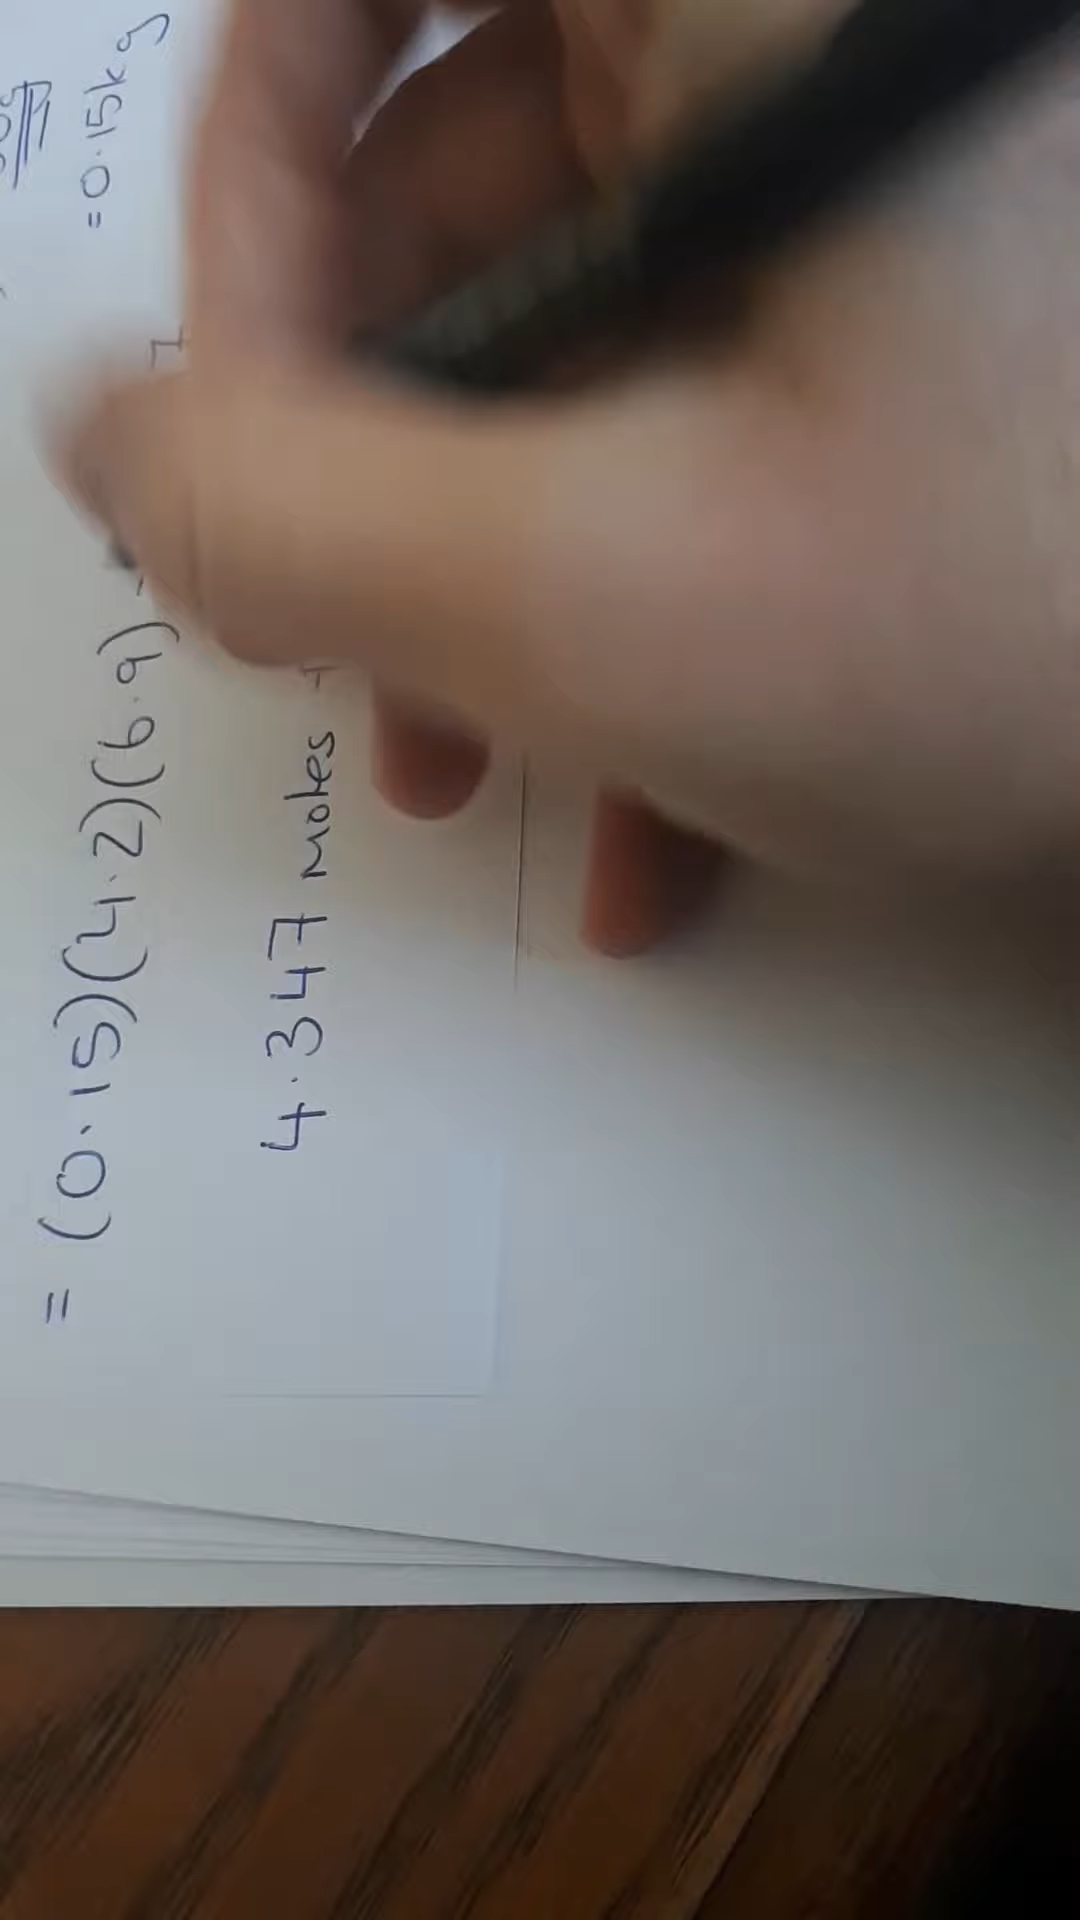 =0.15kg
= (0.15)(4.2)(6.9)
4.347 moles